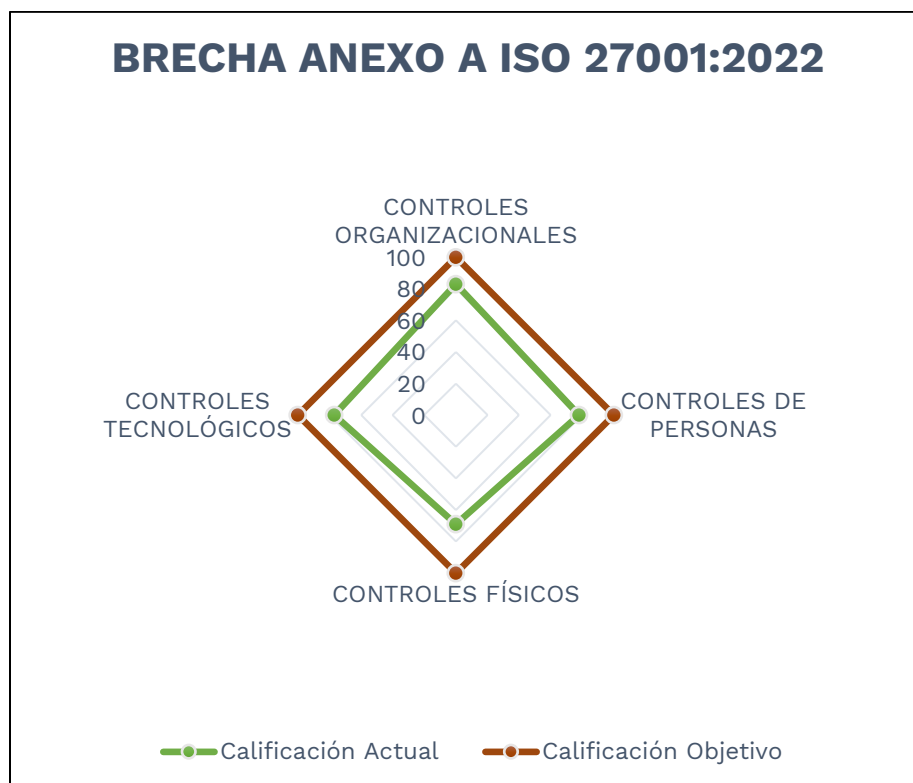 BRECHA ANEXO A ISO 27001:2022
CONTROLES
ORGANIZACIONALES
100
80
60
40
20
0
CONTROLES
TECNOLÓGICOS
CONTROLES DE
PERSONAS
CONTROLES FÍSICOS
Calificación Actual
Calificación Objetivo